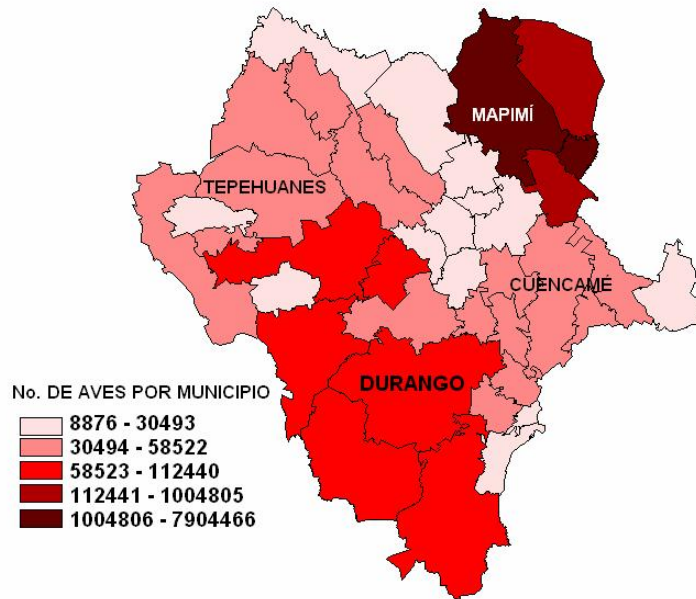 MAPIMÍ
TEPEHUANES
CUENCAMÉ
DURANGO
No. DE AVES POR MUNICIPIO
8876 - 30493
30494 - 58522
58523 - 112440
112441 - 1004805
1004806 - 7904466